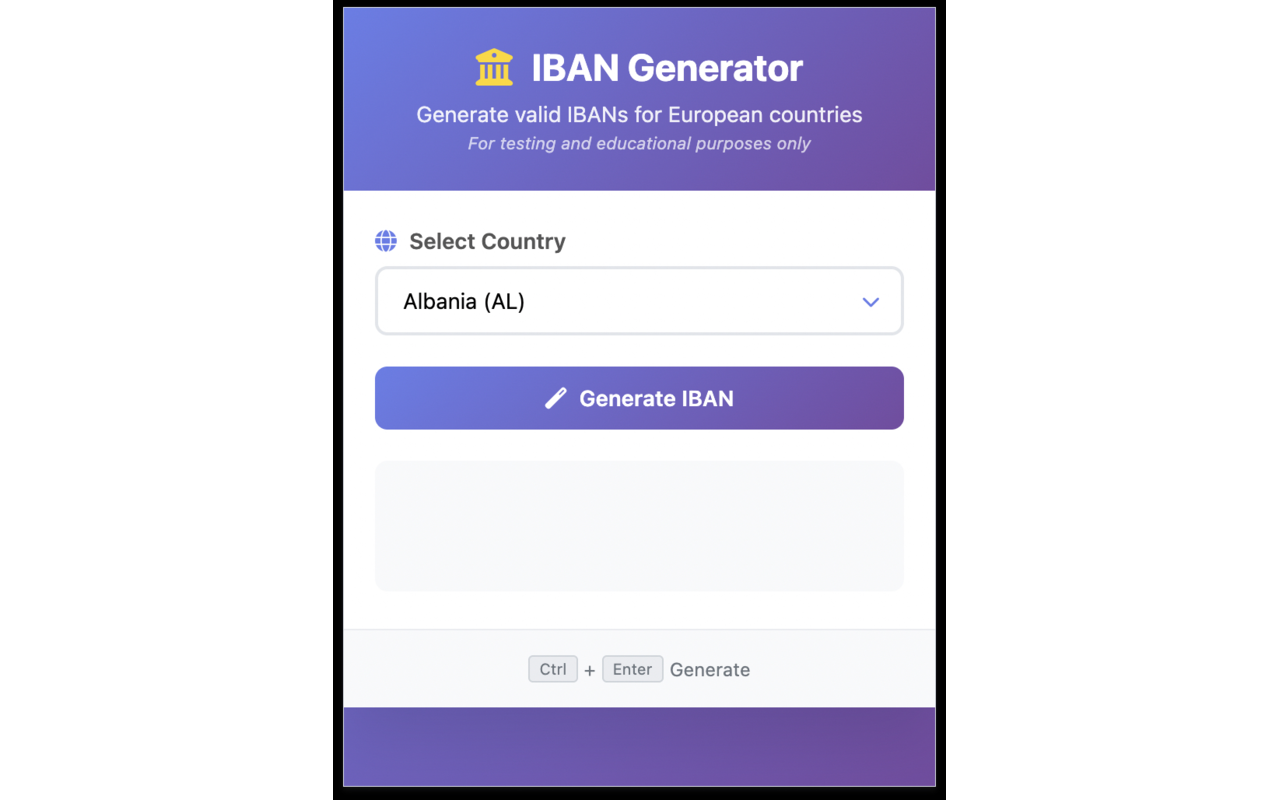 IBAN Generator
Generate valid IBANs for European countries
For testing and educational purposes only
Select Country
Albania (AL)
Generate IBAN
Ctrl + Enter Generate